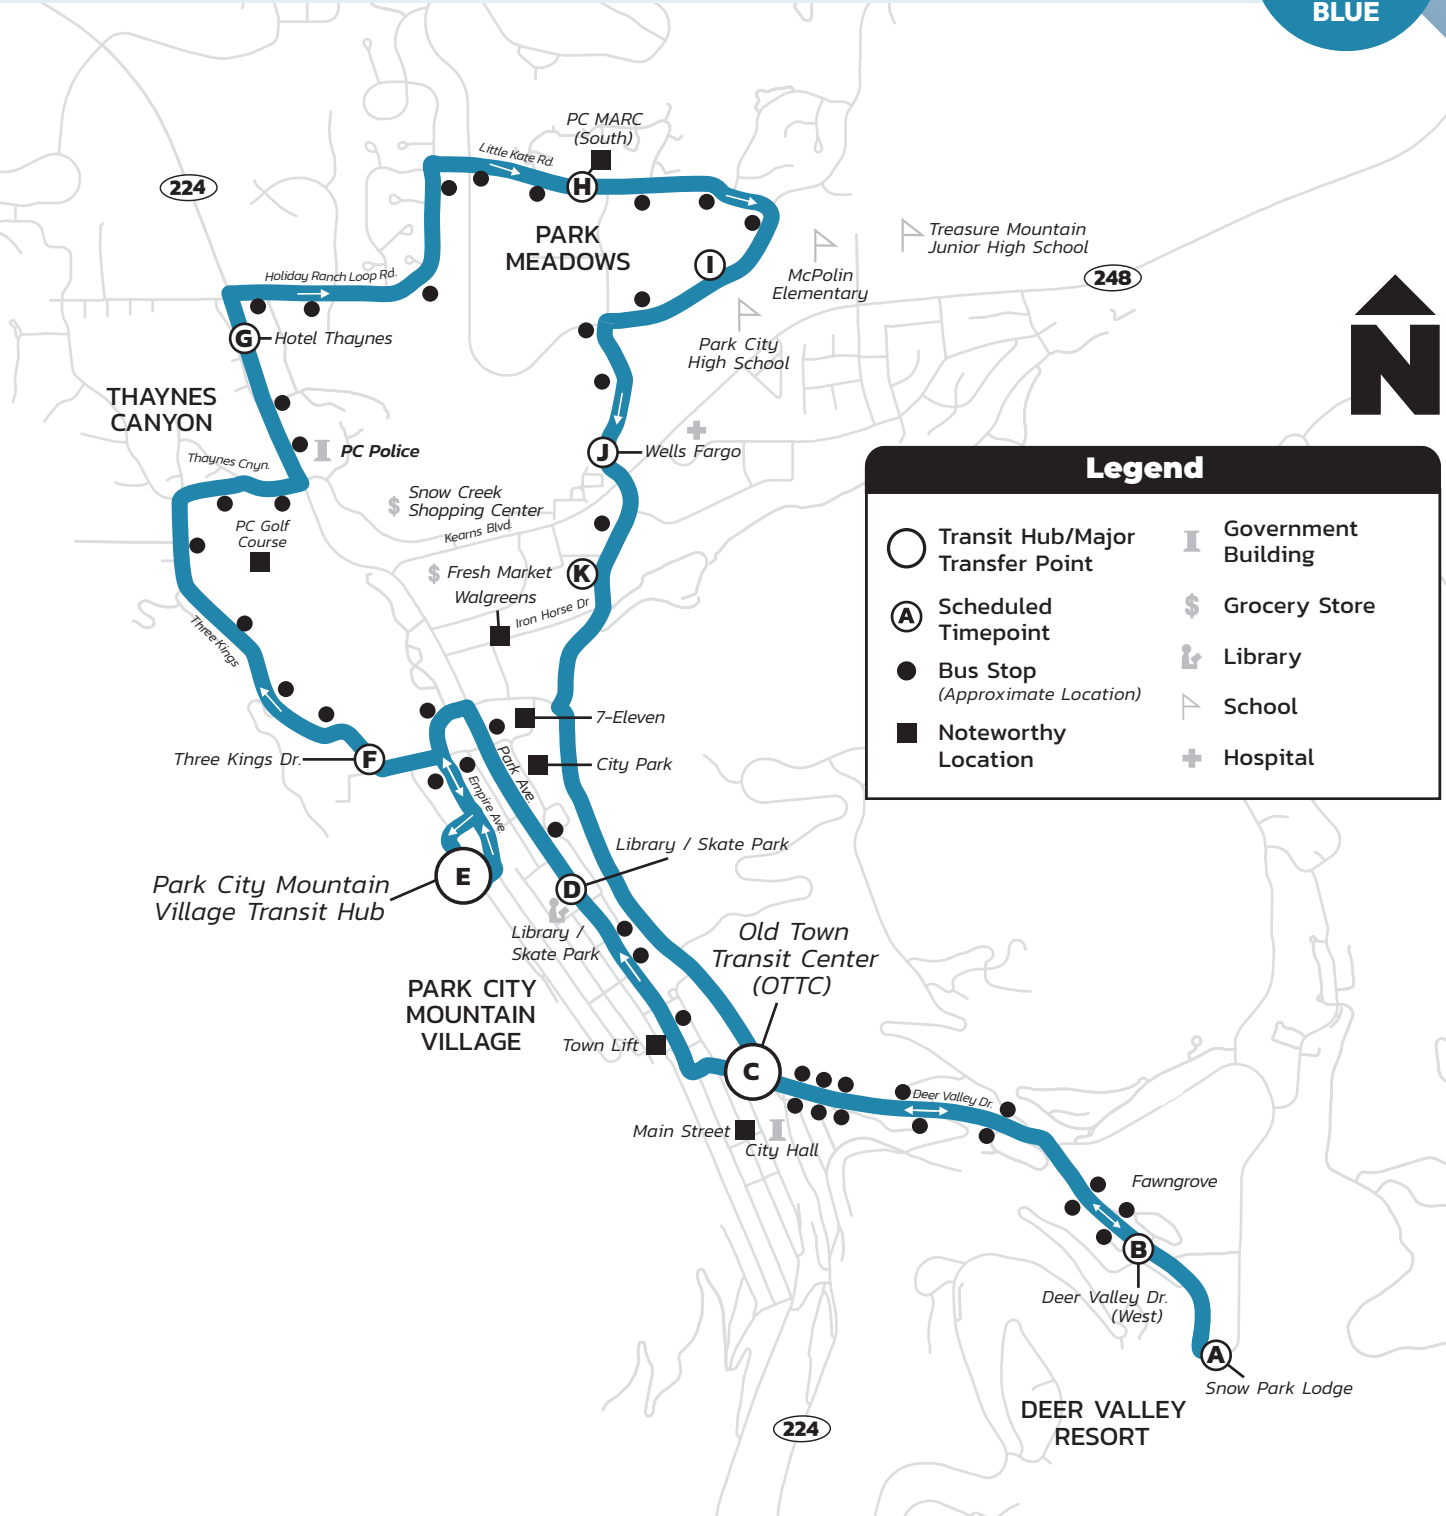 BLUE
PC MARC
(South)
Little Kate Rd.
H
224
PARK
MEADOWS
I
Treasure Mountain
Junior High School
McPolin
Elementary
248
Holiday Ranch Loop Rd.
G
Hotel Thaynes
Park City
High School
N
THAYNES
CANYON
PC Police
Thaynes Cnyn.
J
Wells Fargo
Snow Creek
Shopping Center
Kearns Blvd.
PC Golf
Course
Fresh Market
K
Walgreens
Iron Horse Dr
Three Kings
7-Eleven
City Park
Park Ave.
Empire Ave.
Three Kings Dr.
F
Library / Skate Park
E
D
Park City Mountain
Village Transit Hub
Library /
Skate Park
Old Town
Transit Center
(OTTC)
PARK CITY
MOUNTAIN
VILLAGE
Town Lift
C
Deer Valley Dr.
Main Street
City Hall
Fawngrove
B
Deer Valley Dr.
(West)
A
Snow Park Lodge
DEER VALLEY
RESORT
224
Legend
Transit Hub/Major
Transfer Point
A
Scheduled
Timepoint
Bus Stop
(Approximate Location)
Noteworthy
Location
Government
Building
$
Grocery Store
Library
School
Hospital
$
$